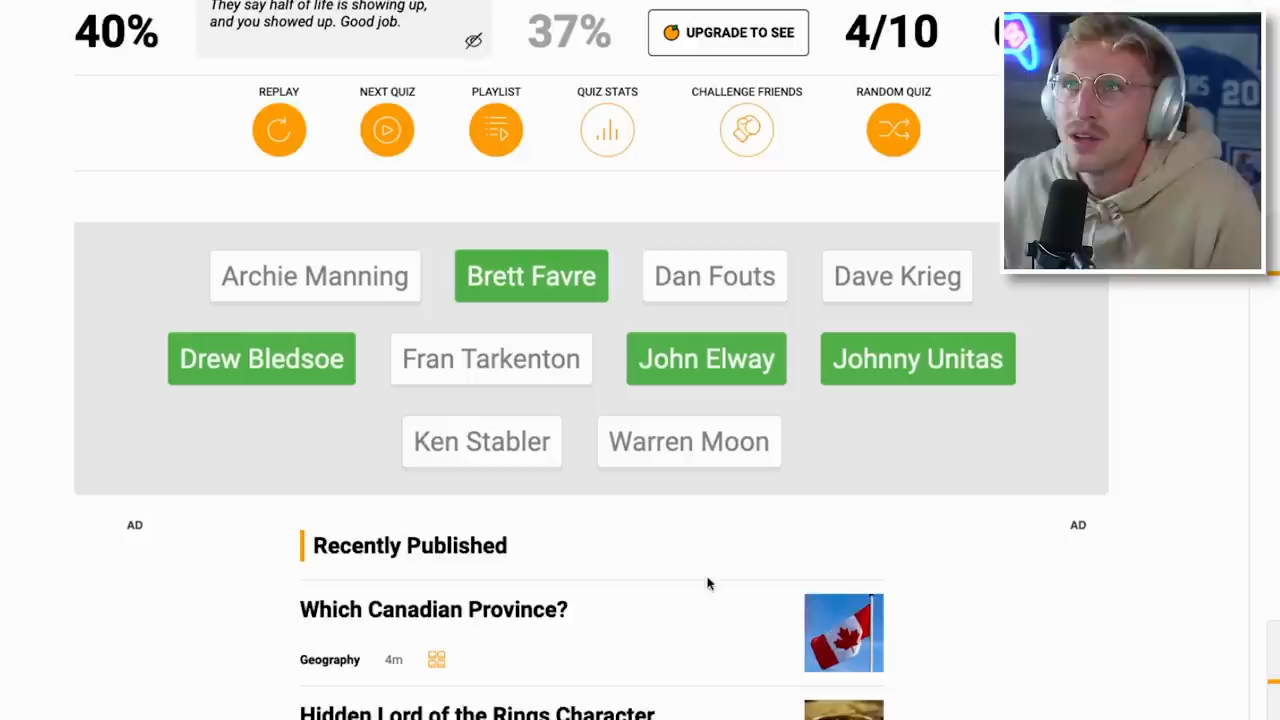 They say half of life is showing up,
and you showed up. Good job.
40%
37%
UPGRADE TO SEE
4/10
REPLAY
NEXT QUIZ
PLAYLIST
QUIZ STATS
CHALLENGE FRIENDS
RANDOM QUIZ
20
Archie Manning
Brett Favre
Dan Fouts
Dave Krieg
Drew Bledsoe
Fran Tarkenton
John Elway
Johnny Unitas
Ken Stabler
Warren Moon
AD
AD
Recently Published
Which Canadian Province?
Geography 4m
Hidden Lord of the Rings Character